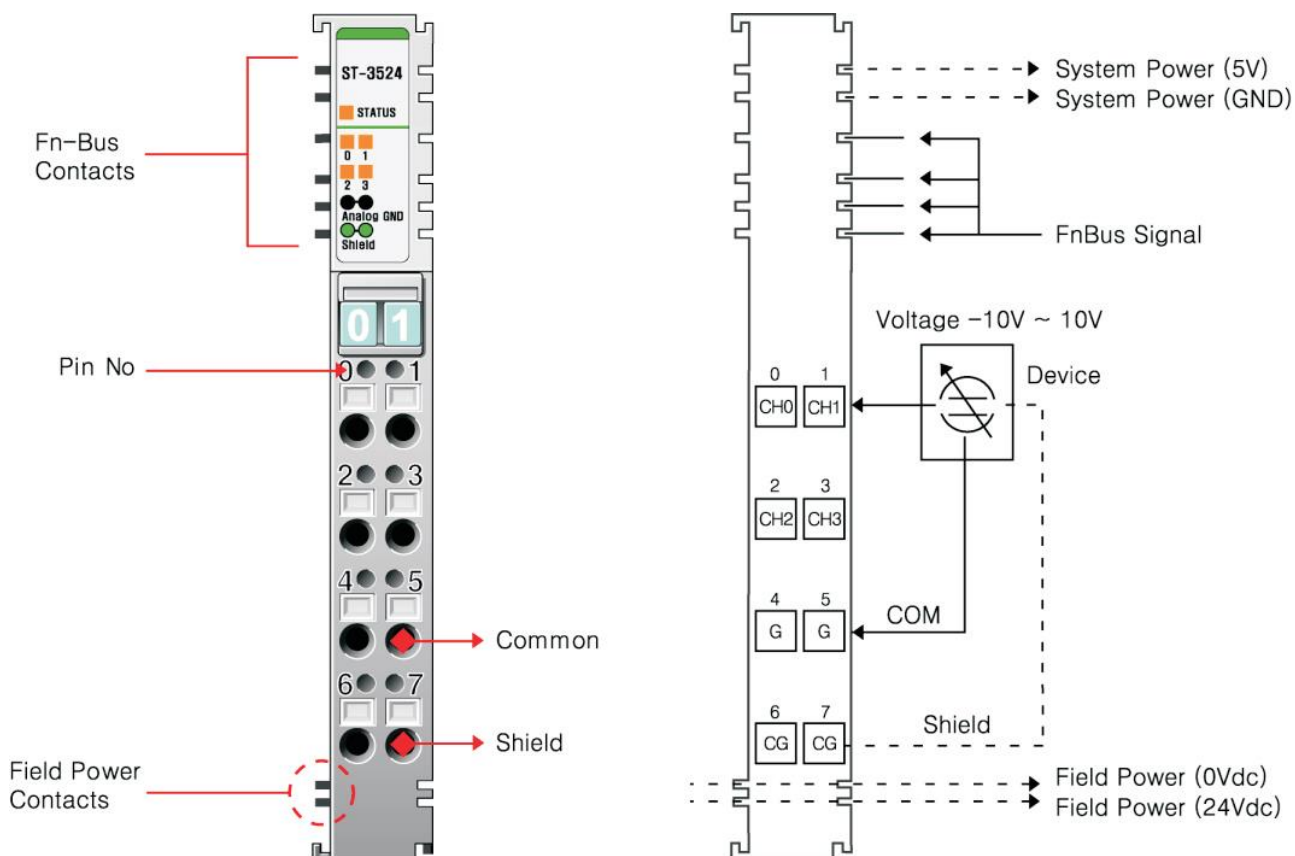 ST-3524
STATUS
0 1
2 3
Analog GND
Shield
Fn-Bus
Contacts
01
Pin No
0 1
2 3
4 5
Common
6 7
Shield
Field Power
Contacts
System Power (5V)
System Power (GND)
FnBus Signal
Voltage -10V ~ 10V
Device
0 1
CH0 CH1
2 3
CH2 CH3
4 5
G G
COM
6 7
CG CG
Shield
Field Power (0Vdc)
Field Power (24Vdc)